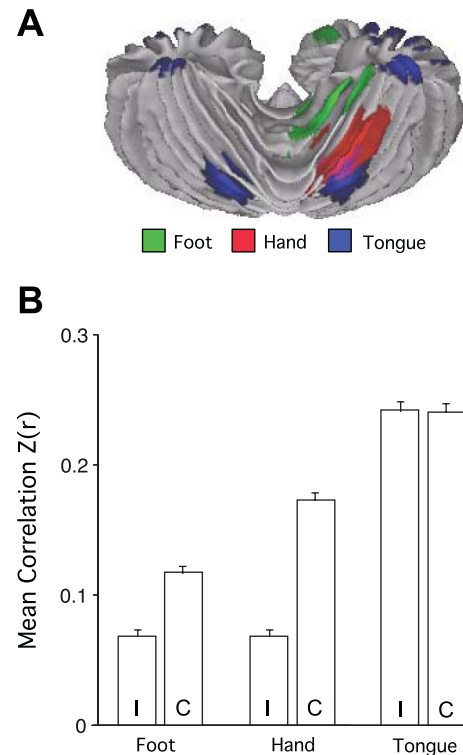 A
Foot Hand Tongue
B
Mean Correlation Z(r)
0.3
0.2
0.1
0
I C I C I C
Foot Hand Tongue